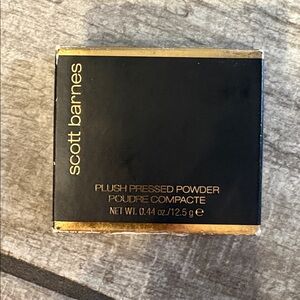 scott barnes
PLUSH PRESSED POWDER
POUDRE COMPACTE
NET WT. 0.44 oz./12.5 g ℮